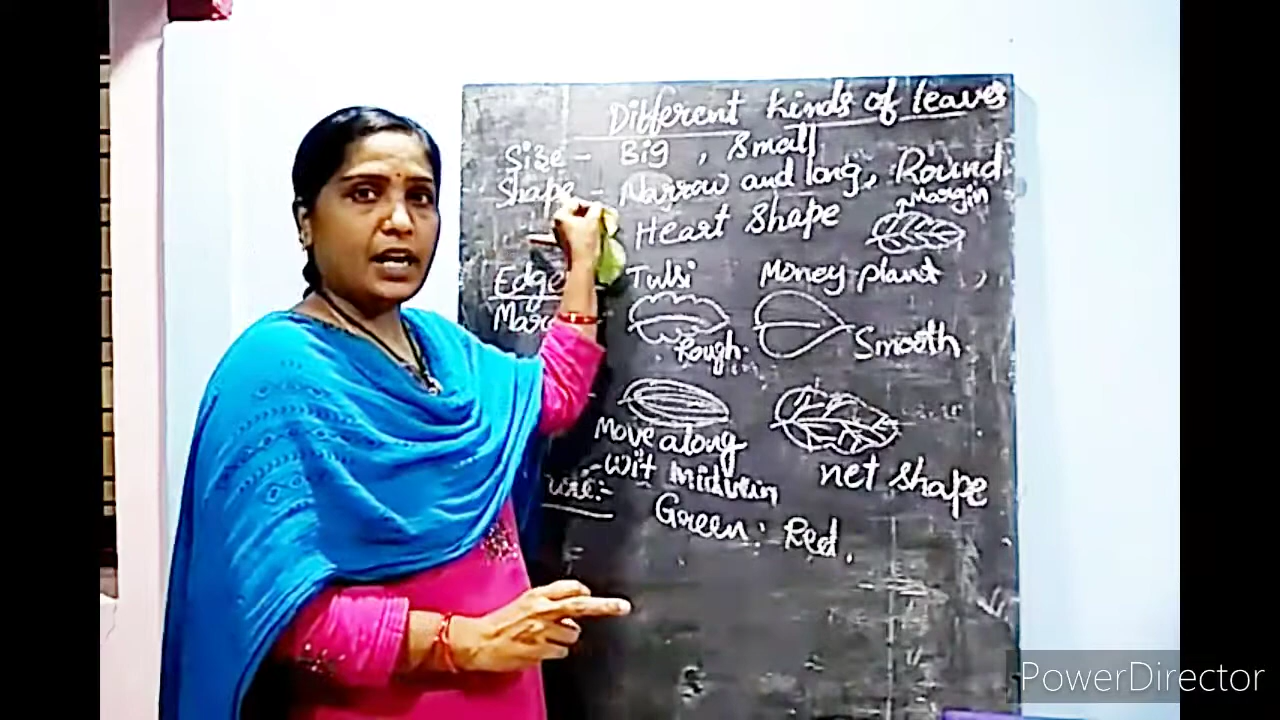 Different kinds of leaves
Size - Big , Small
Shape - Narrow and long, Round
Margin
Heart Shape
Edge Tulsi Money plant
Rough. Smooth.
Move along
net shape
- Wit midvein
Green : Red .
PowerDirector